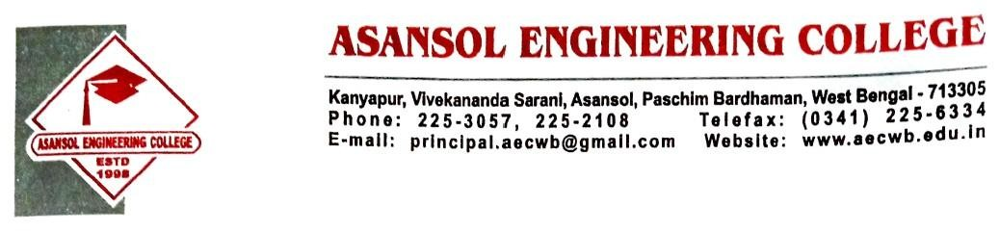 ASANSOL ENGINEERING COLLEGE
ESTD
1998
ASANSOL ENGINEERING COLLEGE
Kanyapur, Vivekananda Sarani, Asansol, Paschim Bardhaman, West Bengal - 713305
Phone: 225-3057, 225-2108 Telefax: (0341) 225-6334
E-mail: principal.aecwb@gmail.com Website: www.aecwb.edu.in